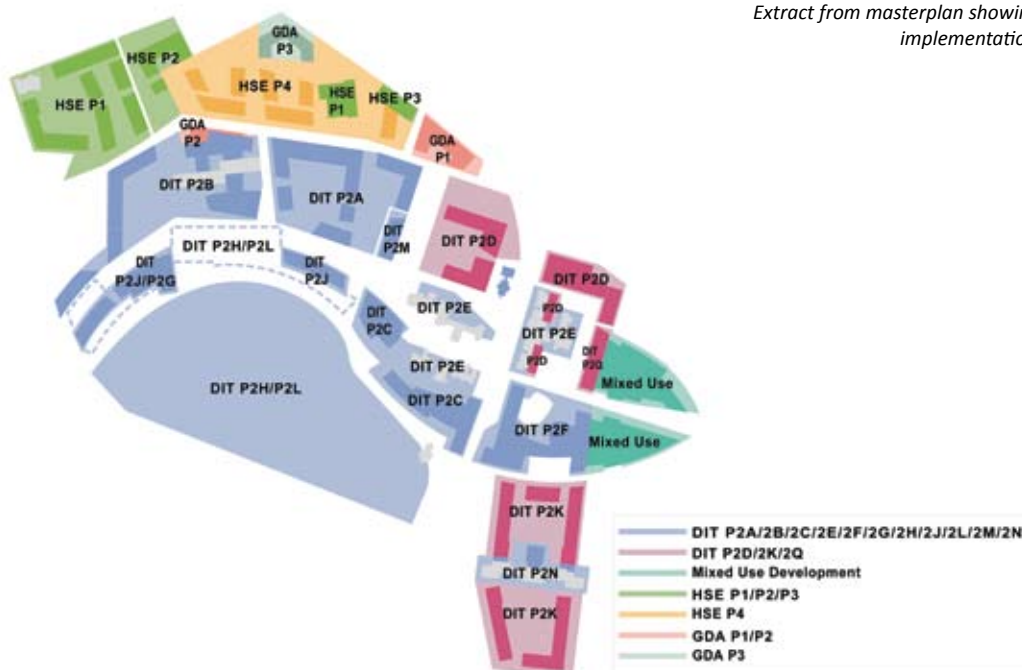 Extract from masterplan showin
implementatio
GDA
P3
HSE P2
HSE P1
HSE P4
HSE
P1
HSE P3
GDA
P2
GDA
P1
DIT P2B
DIT P2A
DIT
P2M
DIT P2D
DIT P2H/P2L
DIT
P2J/P2G
DIT
P2J
DIT P2D
DIT P2E
P2D
DIT
P2C
DIT P2E
DIT P2E
P2D
DIT
P2Q
Mixed Use
DIT P2H/P2L
DIT P2C
DIT P2F
Mixed Use
DIT P2K
DIT P2N
DIT P2K
DIT P2A/2B/2C/2E/2F/2G/2H/2J/2L/2M/2N
DIT P2D/2K/2Q
Mixed Use Development
HSE P1/P2/P3
HSE P4
GDA P1/P2
GDA P3